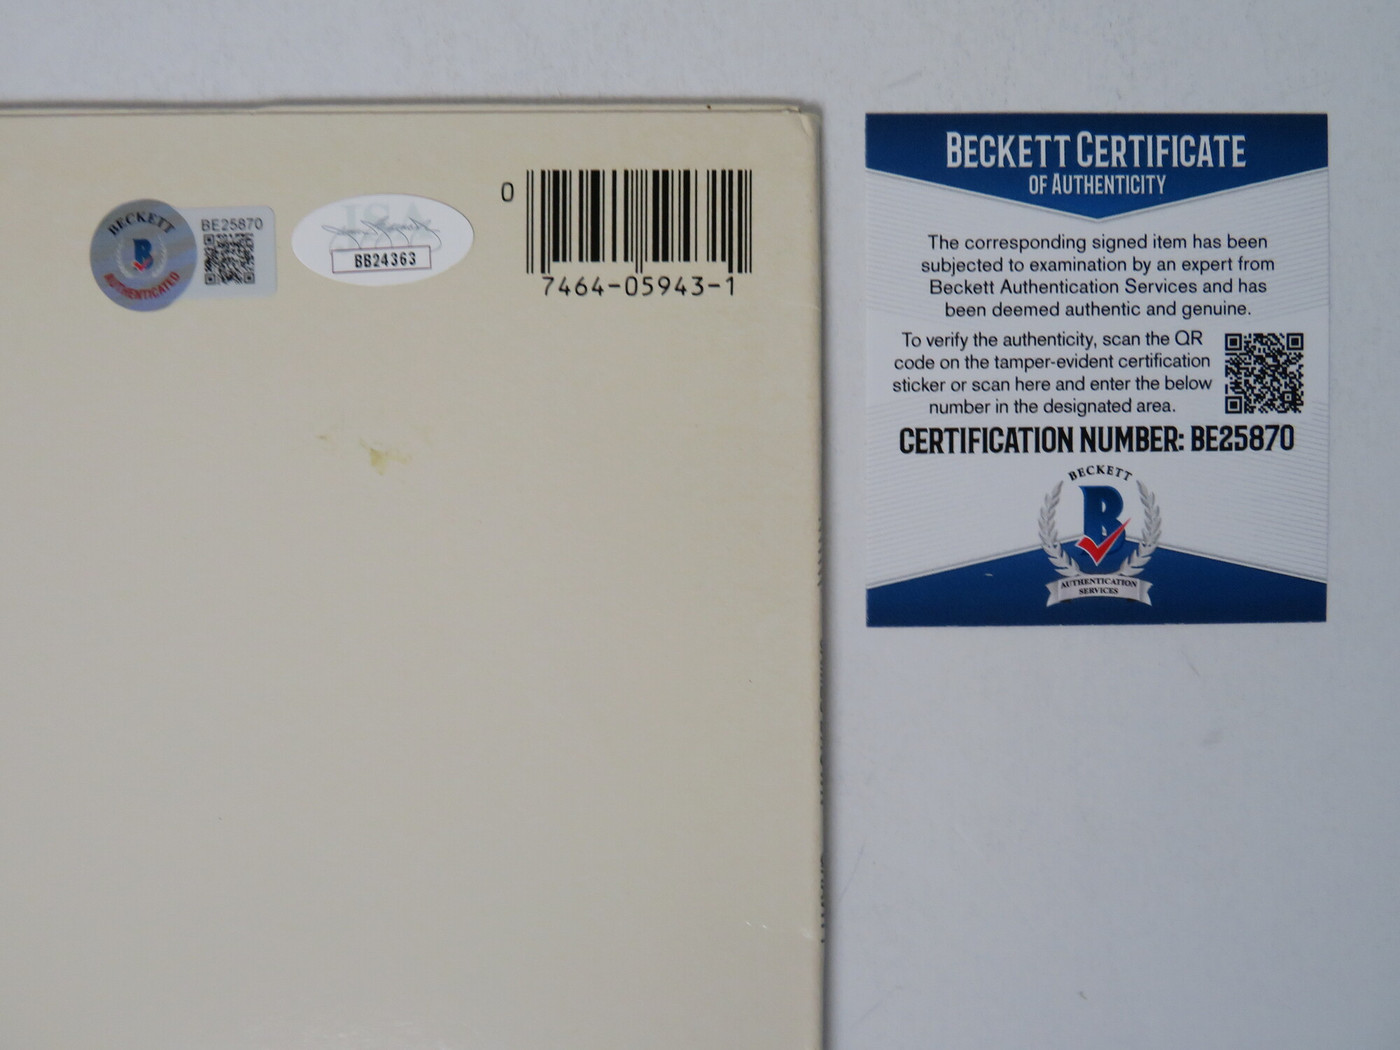 BECKETT
B
AUTHENTICATED
BE25870
JSA
BB24363
0
7464-05943-1
BECKETT CERTIFICATE
OF AUTHENTICITY
The corresponding signed item has been
subjected to examination by an expert from
Beckett Authentication Services and has
been deemed authentic and genuine.
To verify the authenticity, scan the QR
code on the tamper-evident certification
sticker or scan here and enter the below
number in the designated area.
CERTIFICATION NUMBER: BE25870
BECKETT
B
AUTHENTICATION
SERVICES